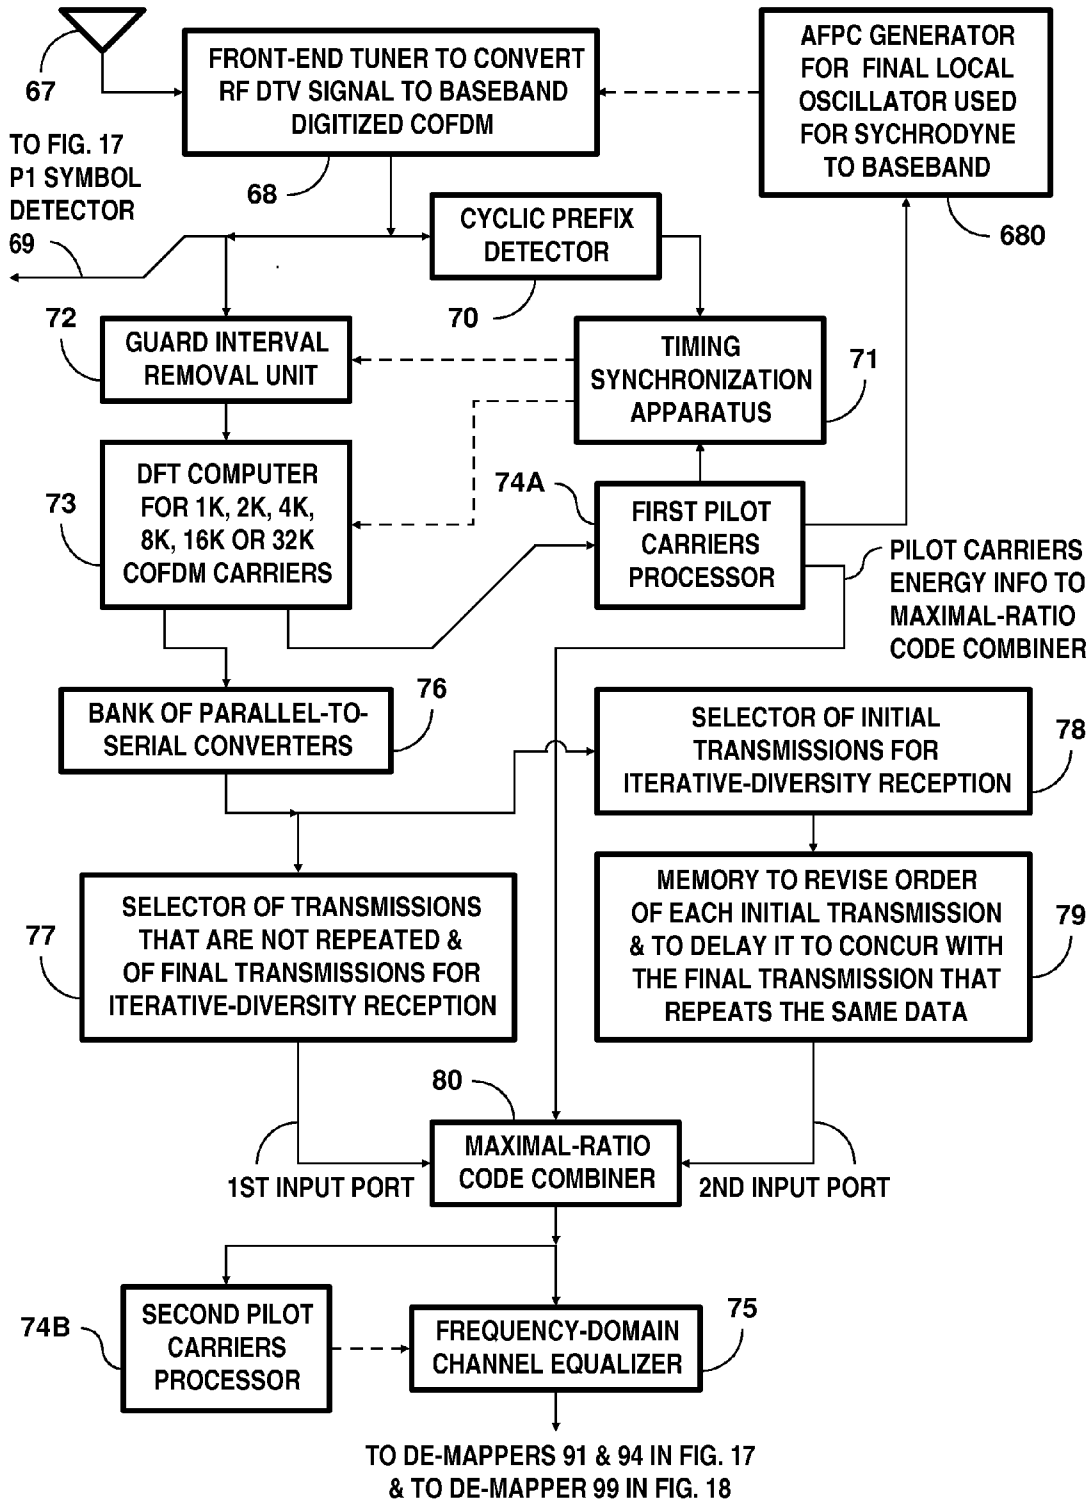 67
FRONT-END TUNER TO CONVERT
RF DTV SIGNAL TO BASEBAND
DIGITIZED COFDM
68
AFPC GENERATOR
FOR FINAL LOCAL
OSCILLATOR USED
FOR SYCHRODYNE
TO BASEBAND
680
TO FIG. 17
P1 SYMBOL
DETECTOR
69
CYCLIC PREFIX
DETECTOR
70
72
GUARD INTERVAL
REMOVAL UNIT
TIMING
SYNCHRONIZATION
APPARATUS
71
73
DFT COMPUTER
FOR 1K, 2K, 4K,
8K, 16K OR 32K
COFDM CARRIERS
74A
FIRST PILOT
CARRIERS
PROCESSOR
PILOT CARRIERS
ENERGY INFO TO
MAXIMAL-RATIO
CODE COMBINER
76
BANK OF PARALLEL-TO-
SERIAL CONVERTERS
SELECTOR OF INITIAL
TRANSMISSIONS FOR
ITERATIVE-DIVERSITY RECEPTION
78
77
SELECTOR OF TRANSMISSIONS
THAT ARE NOT REPEATED &
OF FINAL TRANSMISSIONS FOR
ITERATIVE-DIVERSITY RECEPTION
MEMORY TO REVISE ORDER
OF EACH INITIAL TRANSMISSION
& TO DELAY IT TO CONCUR WITH
THE FINAL TRANSMISSION THAT
REPEATS THE SAME DATA
79
80
MAXIMAL-RATIO
CODE COMBINER
1ST INPUT PORT
2ND INPUT PORT
74B
SECOND PILOT
CARRIERS
PROCESSOR
FREQUENCY-DOMAIN
CHANNEL EQUALIZER
75
TO DE-MAPPERS 91 & 94 IN FIG. 17
& TO DE-MAPPER 99 IN FIG. 18